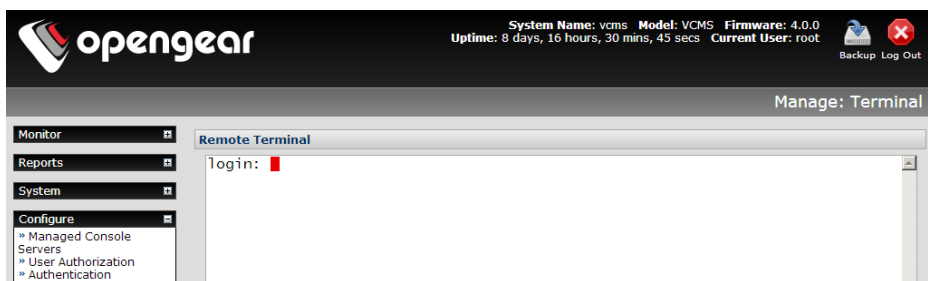 opengear
System Name: vcms Model: VCMS Firmware: 4.0.0
Uptime: 8 days, 16 hours, 30 mins, 45 secs Current User: root
Backup Log Out
Manage: Terminal
Monitor
Reports
System
Configure
» Managed Console
Servers
» User Authorization
» Authentication
Remote Terminal
login: